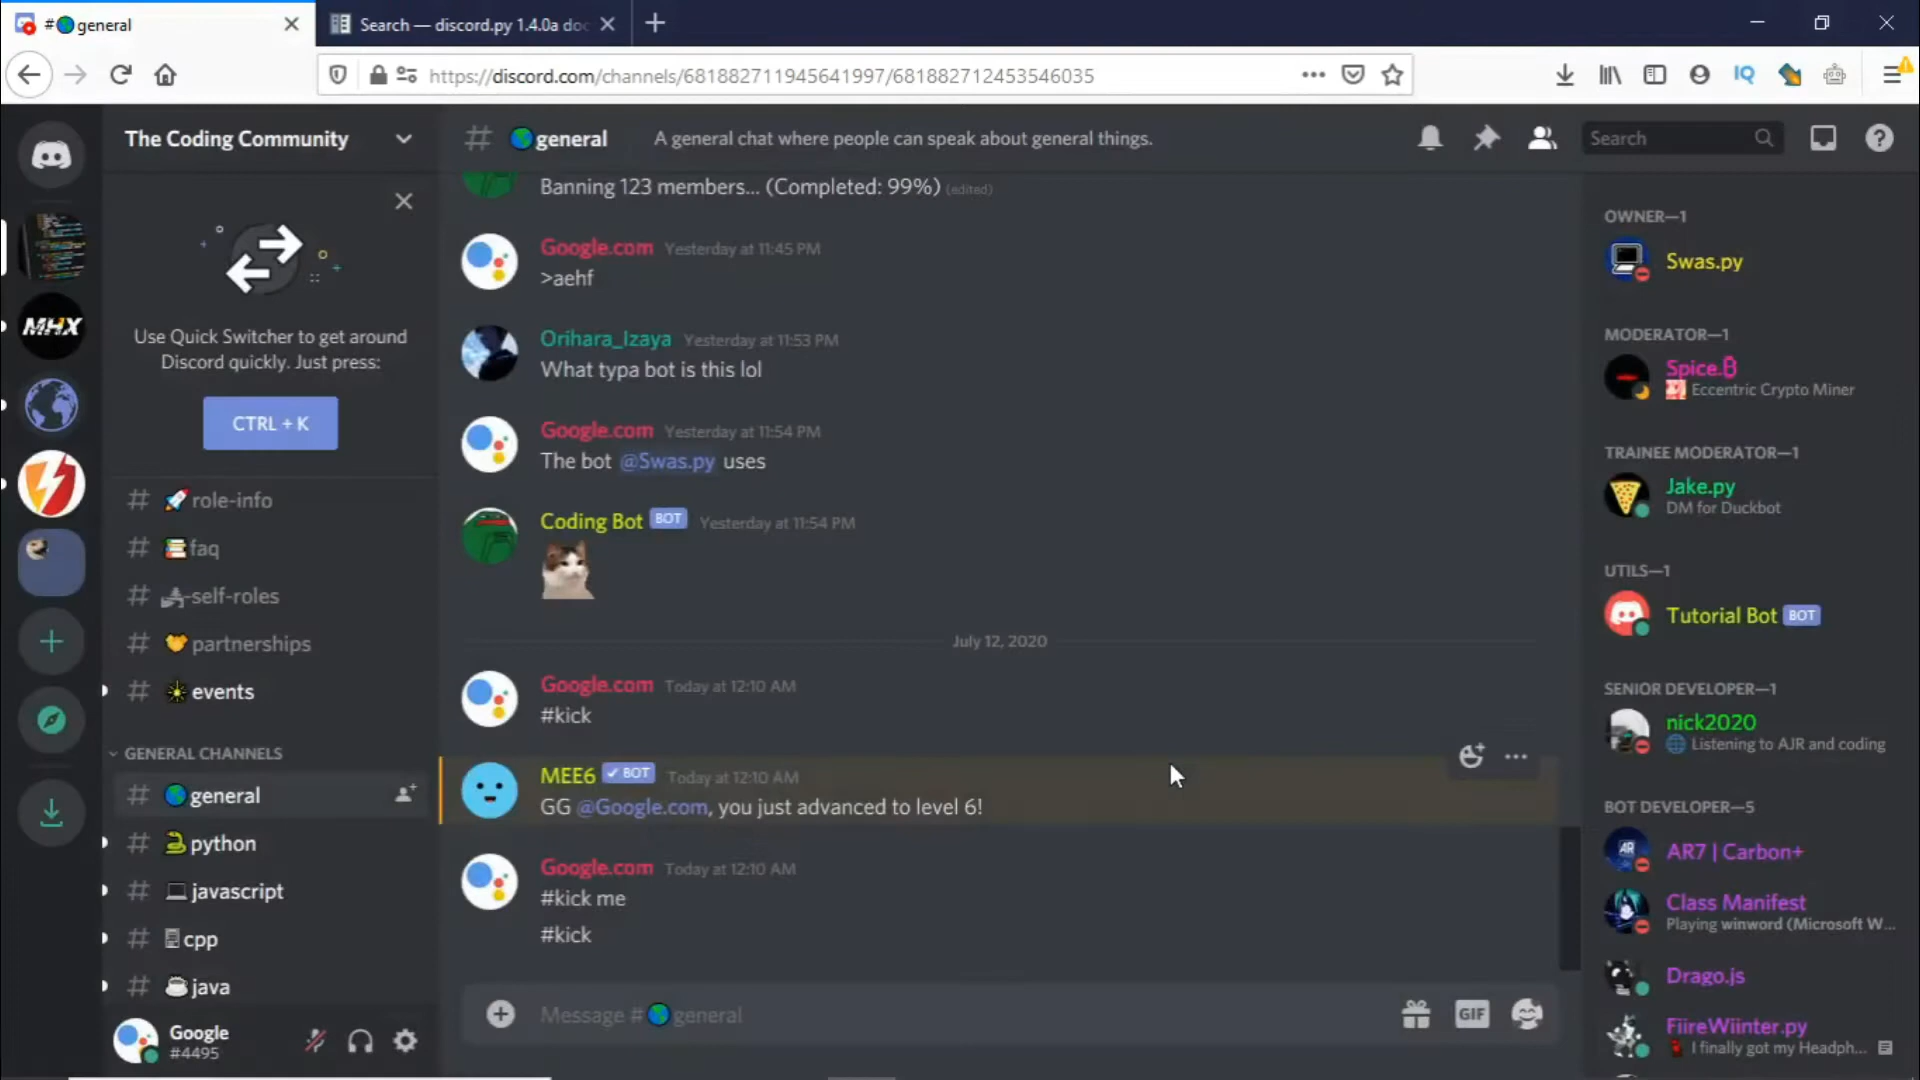 #general
Search — discord.py 1.4.0a doc
https://discord.com/channels/681882711945641997/681882712453546035
The Coding Community
general
A general chat where people can speak about general things.
Search
Use Quick Switcher to get around
Discord quickly. Just press:
CTRL + K
MHX
# role-info
# faq
# -self-roles
# partnerships
# events
GENERAL CHANNELS
# general
# python
# javascript
# cpp
# java
Google
#4495
Banning 123 members... (Completed: 99%) (edited)
Google.com Yesterday at 11:45 PM
>aehf
Orihara_Izaya Yesterday at 11:53 PM
What typa bot is this lol
Google.com Yesterday at 11:54 PM
The bot @Swas.py uses
Coding Bot BOT Yesterday at 11:54 PM
July 12, 2020
Google.com Today at 12:10 AM
#kick
MEE6 ✔BOT Today at 12:10 AM
GG @Google.com, you just advanced to level 6!
Google.com Today at 12:10 AM
#kick me
#kick
Message #general
GIF
OWNER—1
Swas.py
MODERATOR—1
Spice.₿
Eccentric Crypto Miner
TRAINEE MODERATOR—1
Jake.py
DM for Duckbot
UTILS—1
Tutorial Bot BOT
SENIOR DEVELOPER—1
nick2020
Listening to AJR and coding
BOT DEVELOPER—5
AR7 | Carbon+
Class Manifest
Playing winword (Microsoft W...
Drago.js
FiireWiinter.py
I finally got my Headph...